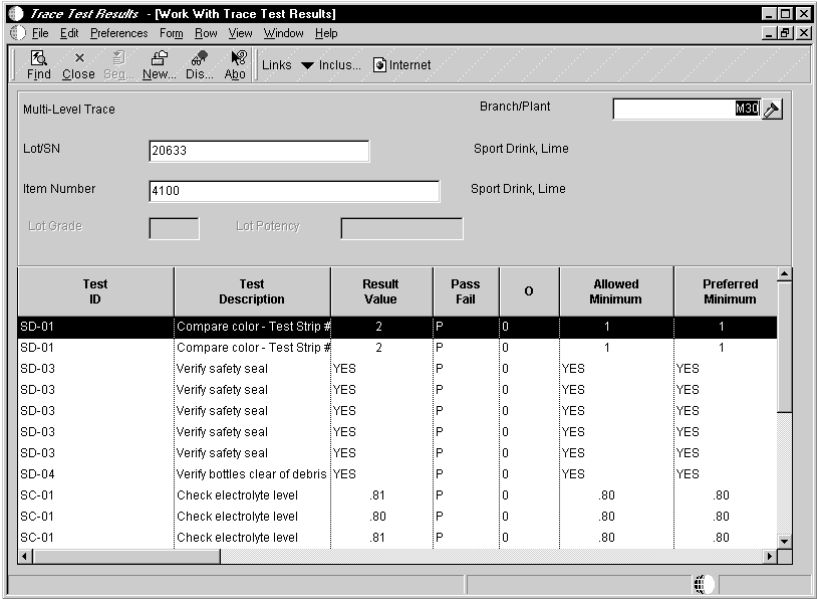 Trace Test Results - [Work With Trace Test Results]
File Edit Preferences Form Row View Window Help
Find Close Seq... New... Dis... Abo Links Inclus... Internet
Multi-Level Trace Branch/Plant M30
Lot/SN 20633 Sport Drink, Lime
Item Number 4100 Sport Drink, Lime
Lot Grade Lot Potency
Test ID Test Description Result Value Pass Fail O Allowed Minimum Preferred Minimum
SD-01 Compare color - Test Strip # 2 P 0 1 1
SD-01 Compare color - Test Strip # 2 P 0 1 1
SD-03 Verify safety seal YES P 0 YES YES
SD-03 Verify safety seal YES P 0 YES YES
SD-03 Verify safety seal YES P 0 YES YES
SD-03 Verify safety seal YES P 0 YES YES
SD-03 Verify safety seal YES P 0 YES YES
SD-04 Verify bottles clear of debris YES P 0 YES YES
SC-01 Check electrolyte level .81 P 0 .80 .80
SC-01 Check electrolyte level .80 P 0 .80 .80
SC-01 Check electrolyte level .81 P 0 .80 .80